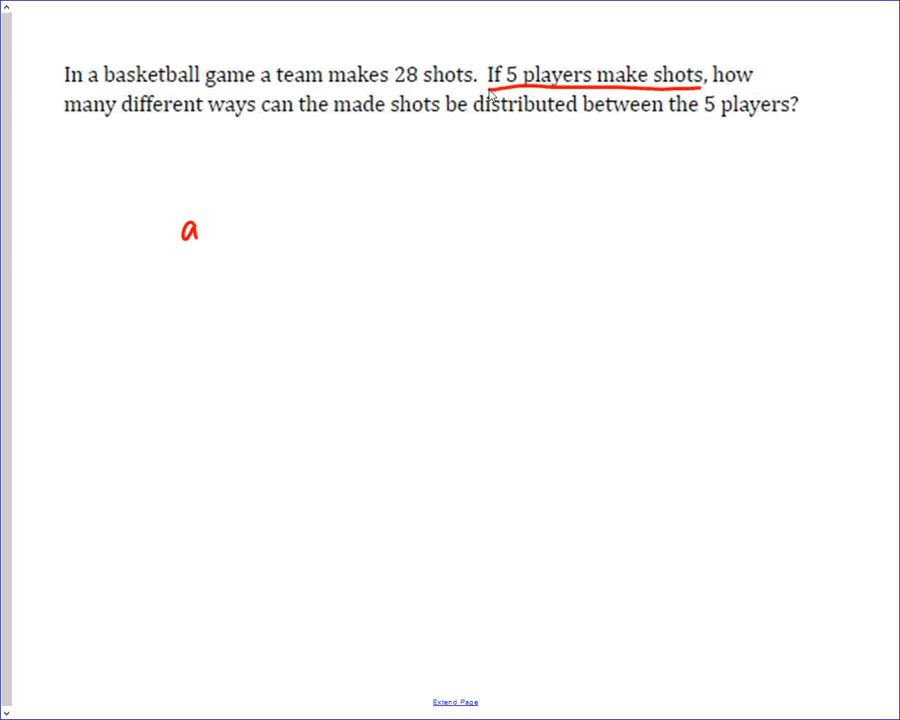 In a basketball game a team makes 28 shots. If 5 players make shots, how
many different ways can the made shots be distributed between the 5 players?
a
Extend Page